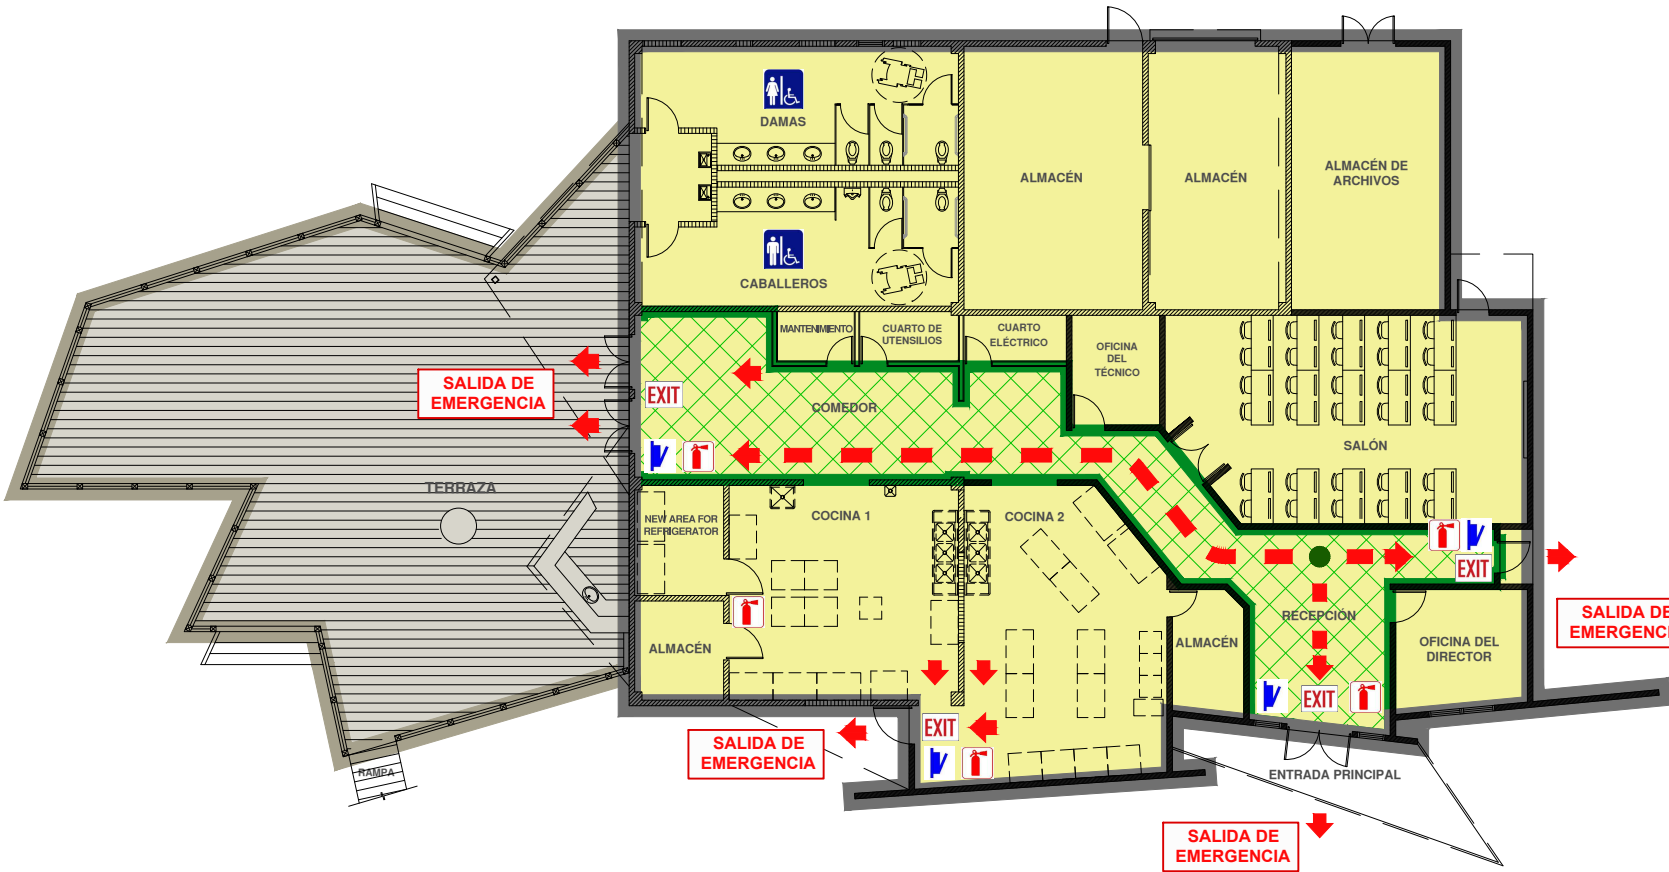 DAMAS
CABALLEROS
ALMACÉN
ALMACÉN
ALMACÉN DE
ARCHIVOS
MANTENIMIENTO
CUARTO DE
UTENSILIOS
CUARTO
ELÉCTRICO
OFICINA
DEL
TÉCNICO
SALIDA DE
EMERGENCIA
EXIT
COMEDOR
SALÓN
TERRAZA
NEW AREA FOR
REFRIGERATOR
COCINA 1
COCINA 2
EXIT
RECEPCIÓN
SALIDA DE
EMERGENCI
ALMACÉN
ALMACÉN
OFICINA DEL
DIRECTOR
EXIT
EXIT
SALIDA DE
EMERGENCIA
RAMPA
ENTRADA PRINCIPAL
SALIDA DE
EMERGENCIA